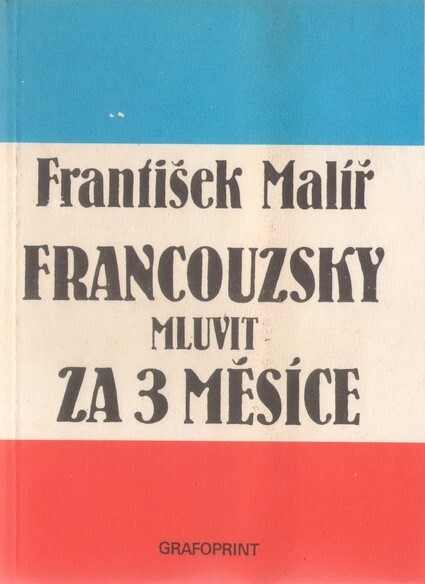 František Malíř
FRANCOUZSKY
MLUVIT
ZA 3 MĚSÍCE
GRAFOPRINT